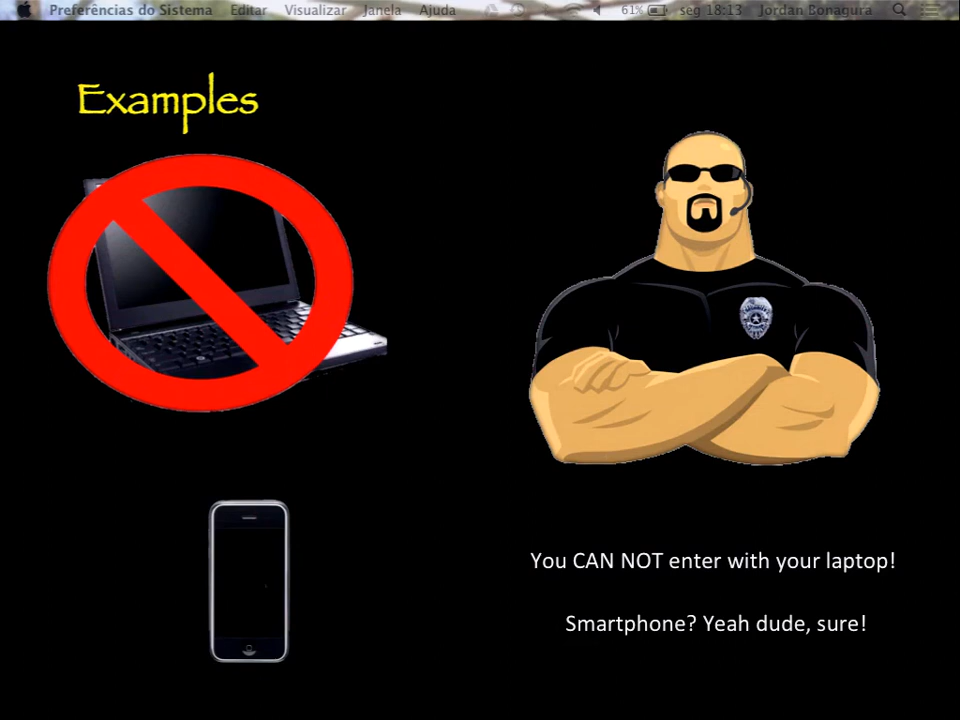 Preferências do Sistema Editar Visualizar Janela Ajuda 61% seg 18:13 Jordan Bonagura
Examples
You CAN NOT enter with your laptop!
Smartphone? Yeah dude, sure!